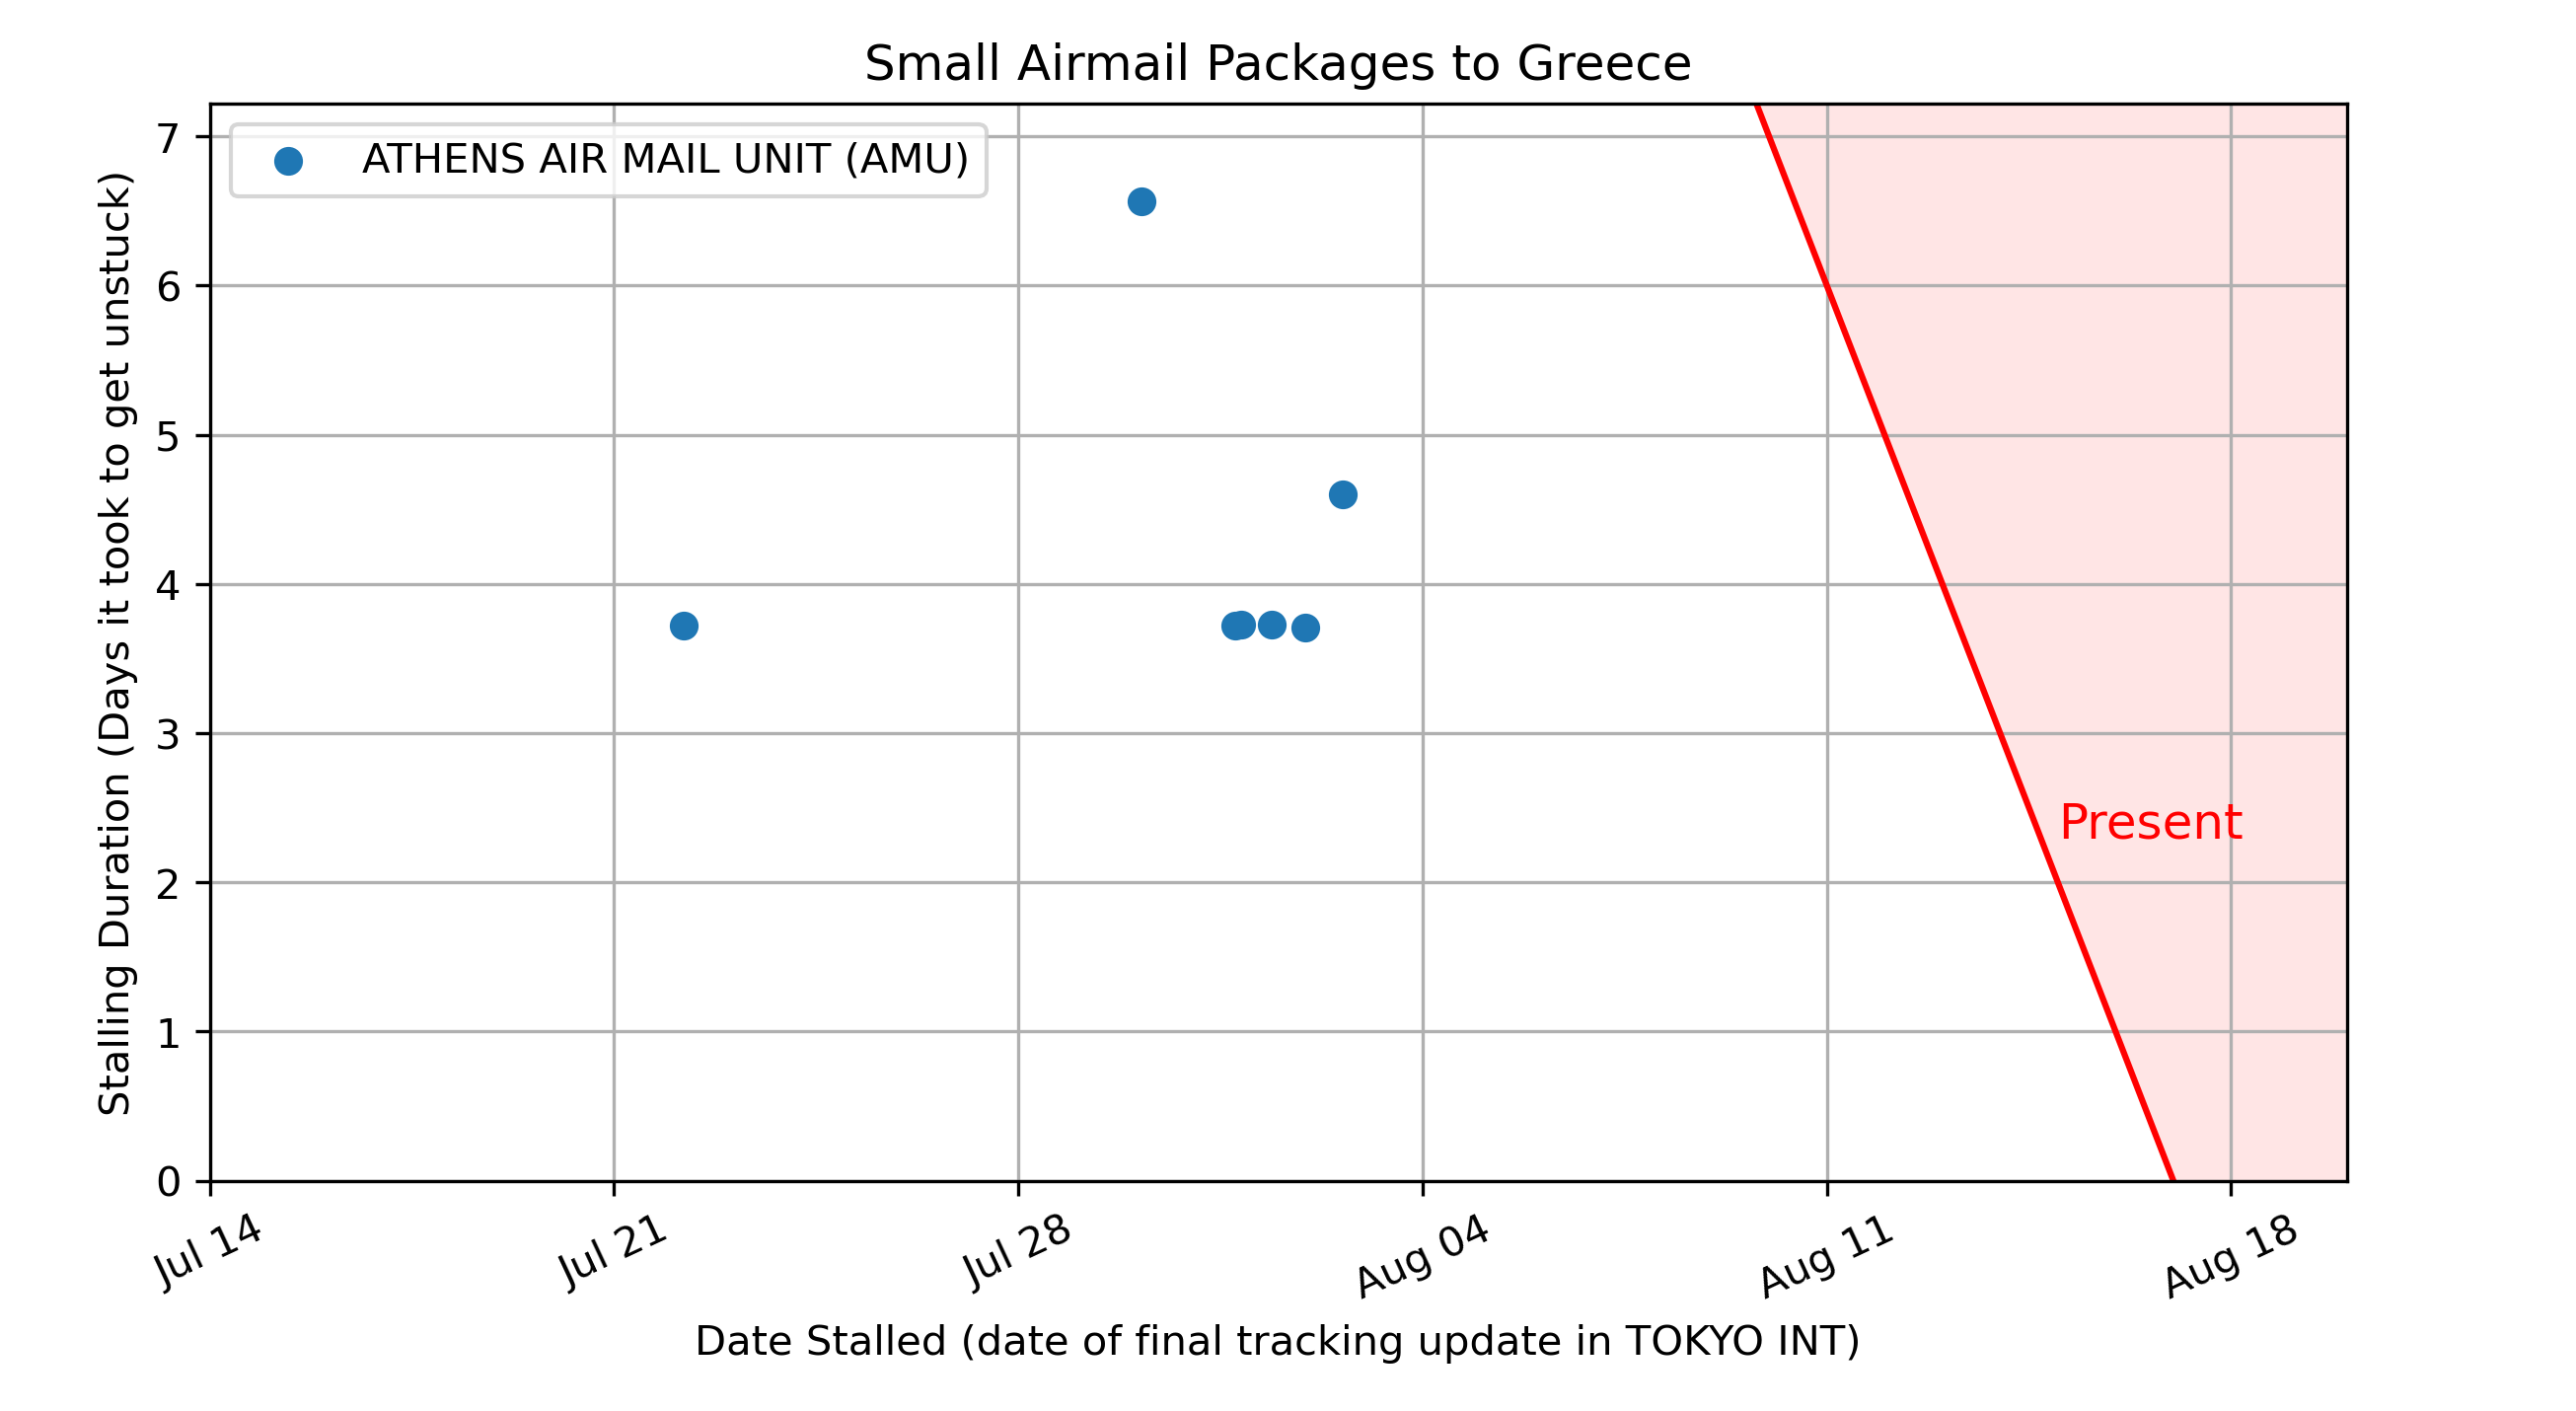 Small Airmail Packages to Greece
ATHENS AIR MAIL UNIT (AMU)
Stalling Duration (Days it took to get unstuck)
7
6
5
4
3
2
1
0
Present
Jul 14
Jul 21
Jul 28
Aug 04
Aug 11
Aug 18
Date Stalled (date of final tracking update in TOKYO INT)